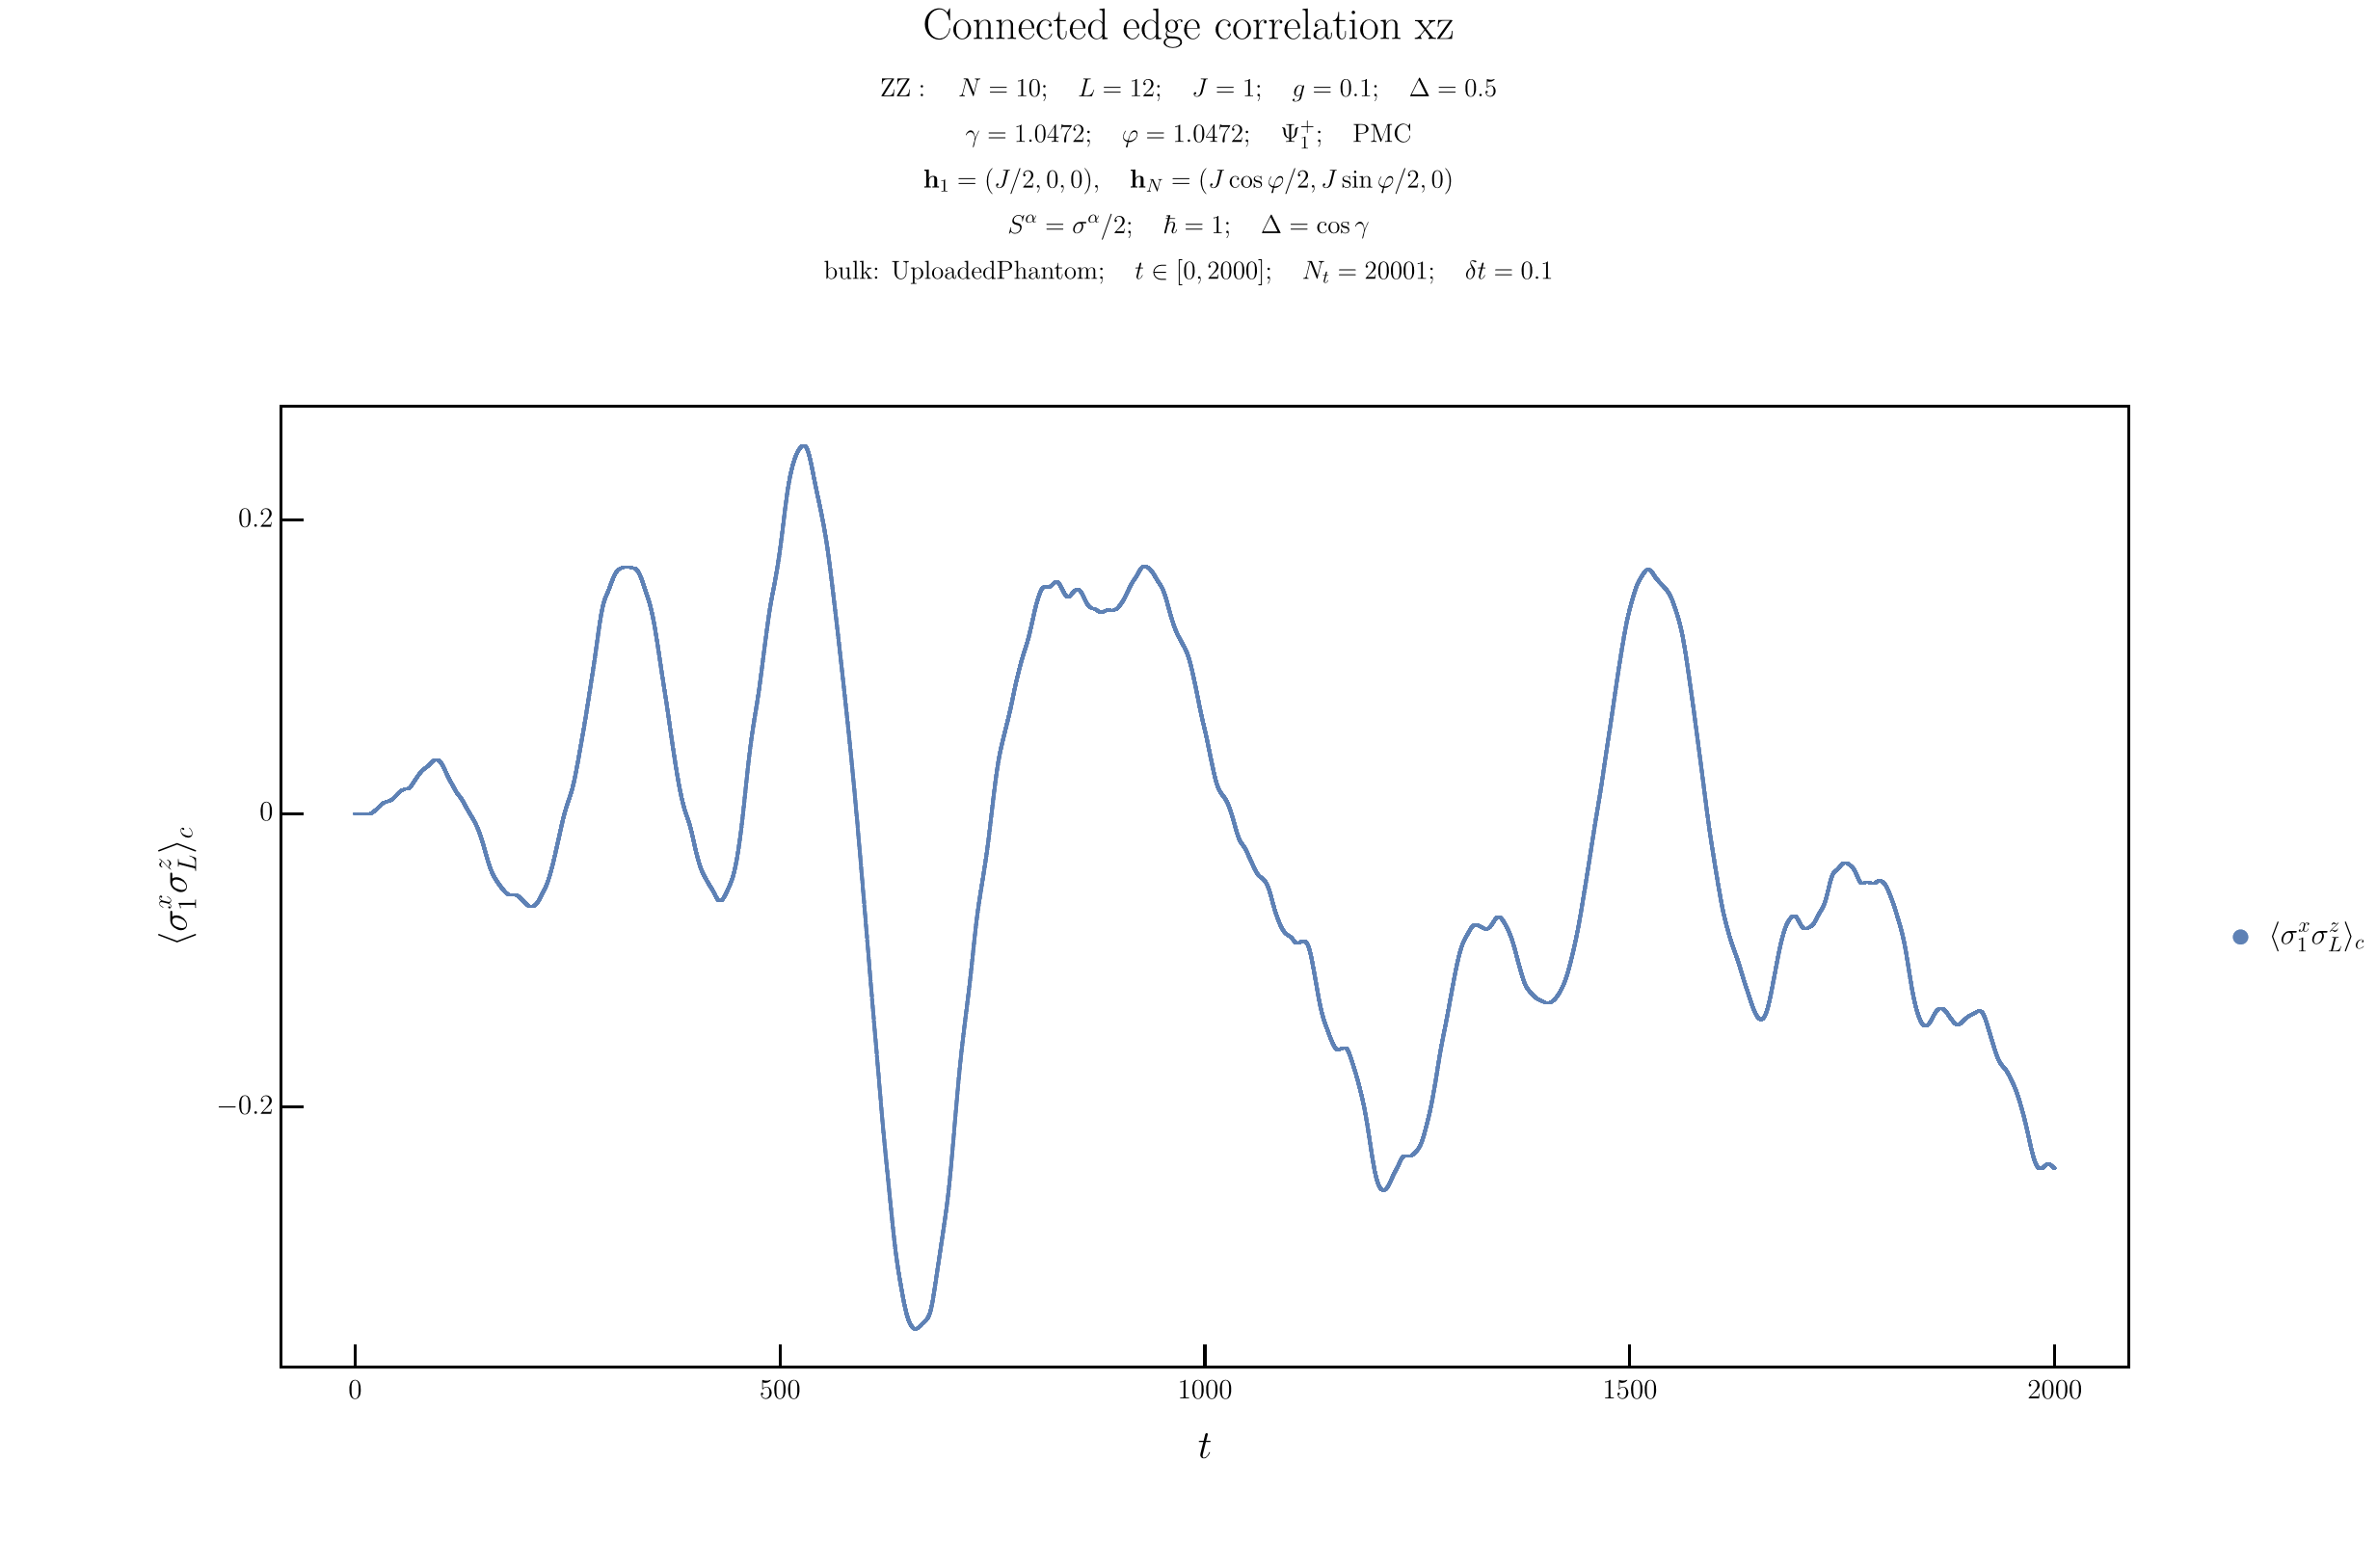 Connected edge correlation xz
ZZ : N = 10; L = 12; J = 1; g = 0.1; Δ = 0.5
γ = 1.0472; φ = 1.0472; Ψ₁⁺; PMC
h₁ = (J/2, 0, 0), h_N = (J cos φ/2, J sin φ/2, 0)
S^α = σ^α/2; ℏ = 1; Δ = cos γ
bulk: UploadedPhantom; t ∈ [0, 2000]; N_t = 20001; δt = 0.1
0.2
0
−0.2
⟨σ₁^x σ_L^z⟩_c
⟨σ₁^x σ_L^z⟩_c
0 500 1000 1500 2000
t